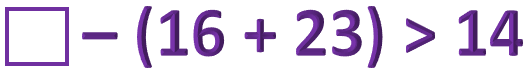 □ – (16 + 23) > 14